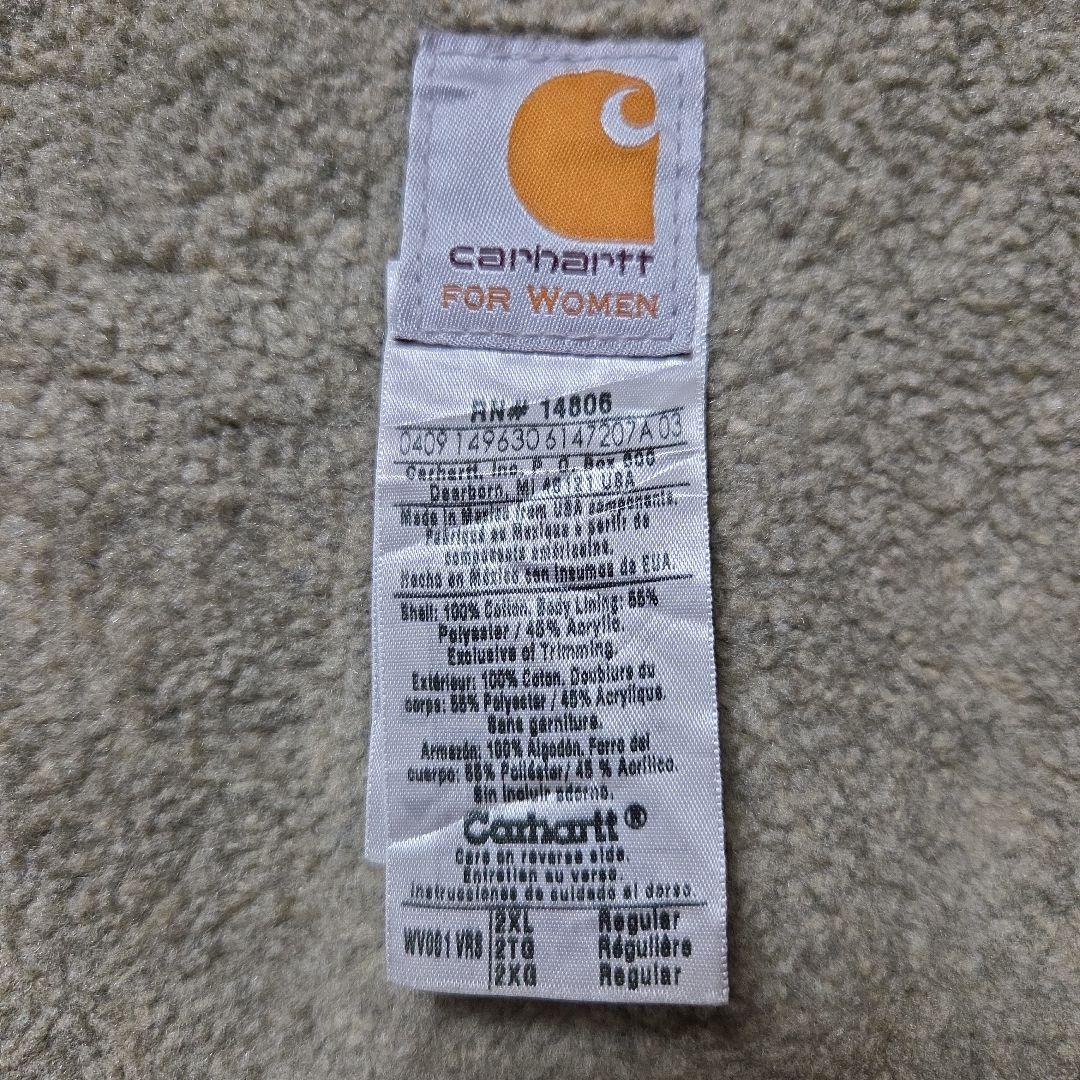 carhartt
FOR WOMEN
RN# 14806
0409 149630 6147207A 03
Carhartt, Inc. P. O. Box 600
Dearborn, MI 48121 USA
Made in Mexico from USA components.
Fabriqué au Mexique à partir de
composants américains.
Hecho en México con insumos de EUA.
Shell: 100% Cotton. Body Lining: 55%
Polyester / 45% Acrylic.
Exclusive of Trimming.
Extérieur: 100% Coton. Doublure du
corps: 55% Polyester / 45% Acrylique.
Sans garniture.
Armazón: 100% Algodón. Forro del
cuerpo: 55% Poliéster/ 45 % Acrílico.
Sin incluir adorno.
Carhartt®
Care on reverse side.
Entretien au verso.
Instrucciones de cuidado al dorso
WV001 VRS
2XL Regular
2TG Régulière
2XG Regular